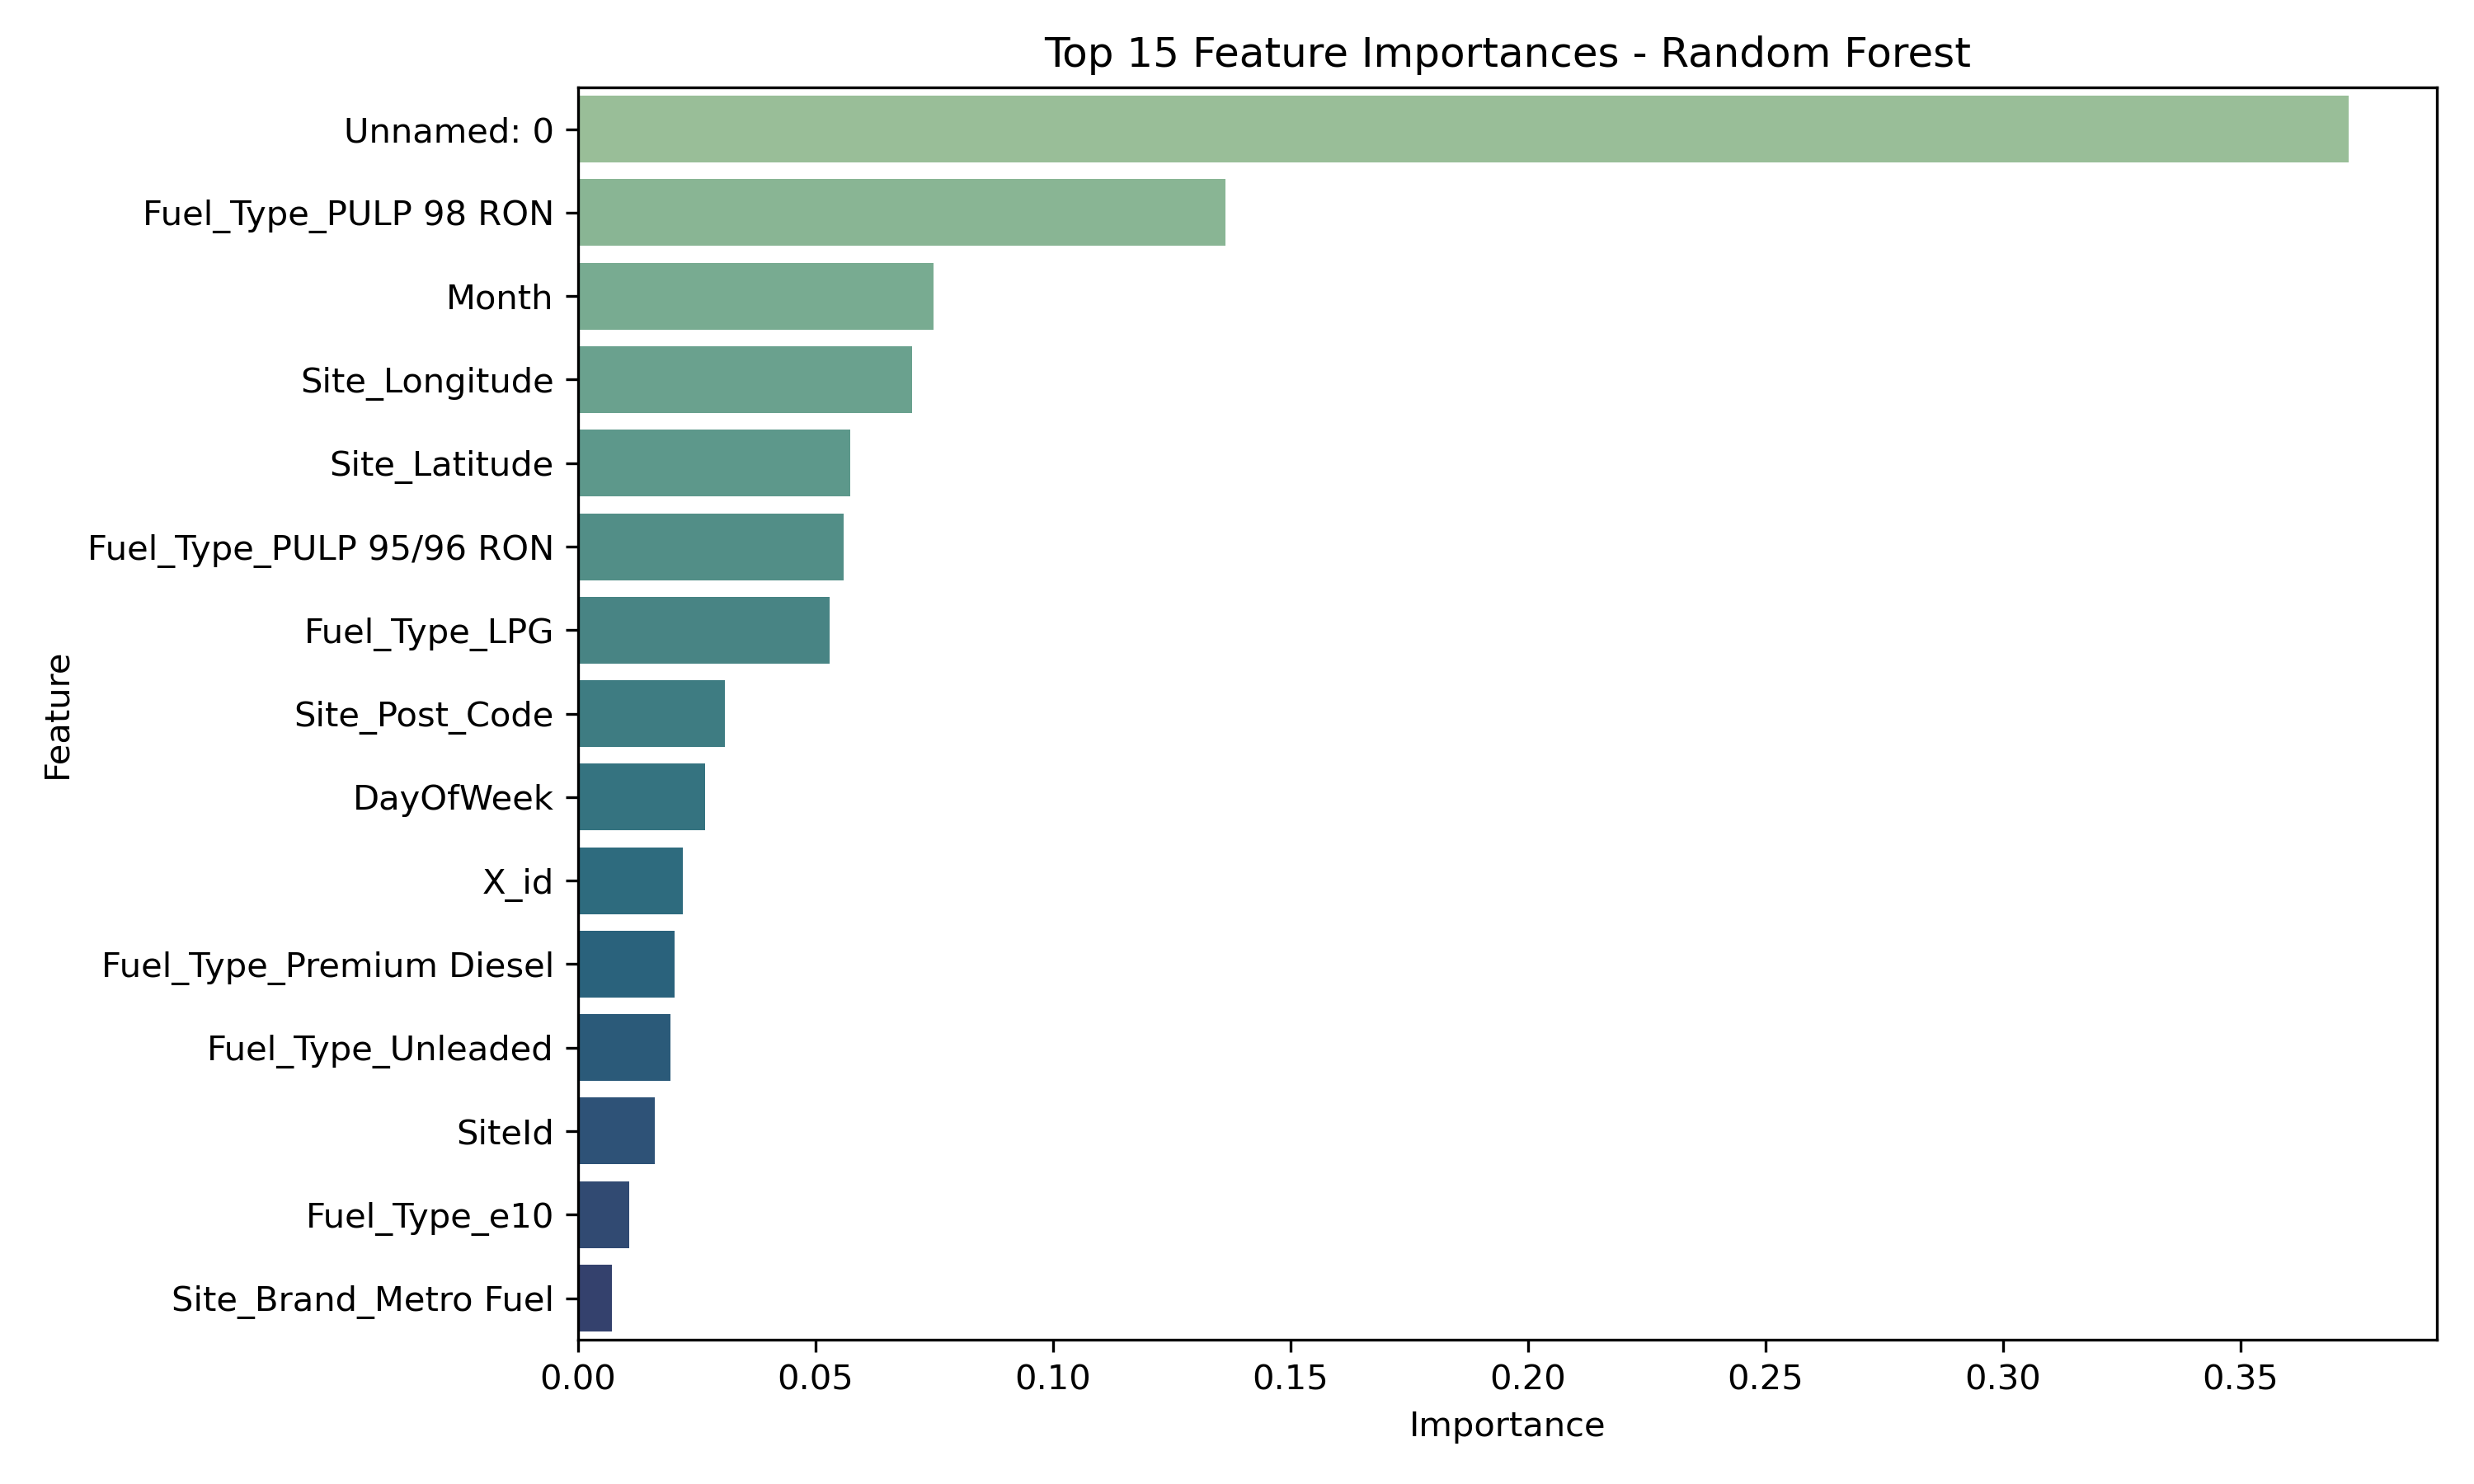 Top 15 Feature Importances - Random Forest
Feature
Unnamed: 0
Fuel_Type_PULP 98 RON
Month
Site_Longitude
Site_Latitude
Fuel_Type_PULP 95/96 RON
Fuel_Type_LPG
Site_Post_Code
DayOfWeek
X_id
Fuel_Type_Premium Diesel
Fuel_Type_Unleaded
SiteId
Fuel_Type_e10
Site_Brand_Metro Fuel
0.00 0.05 0.10 0.15 0.20 0.25 0.30 0.35
Importance